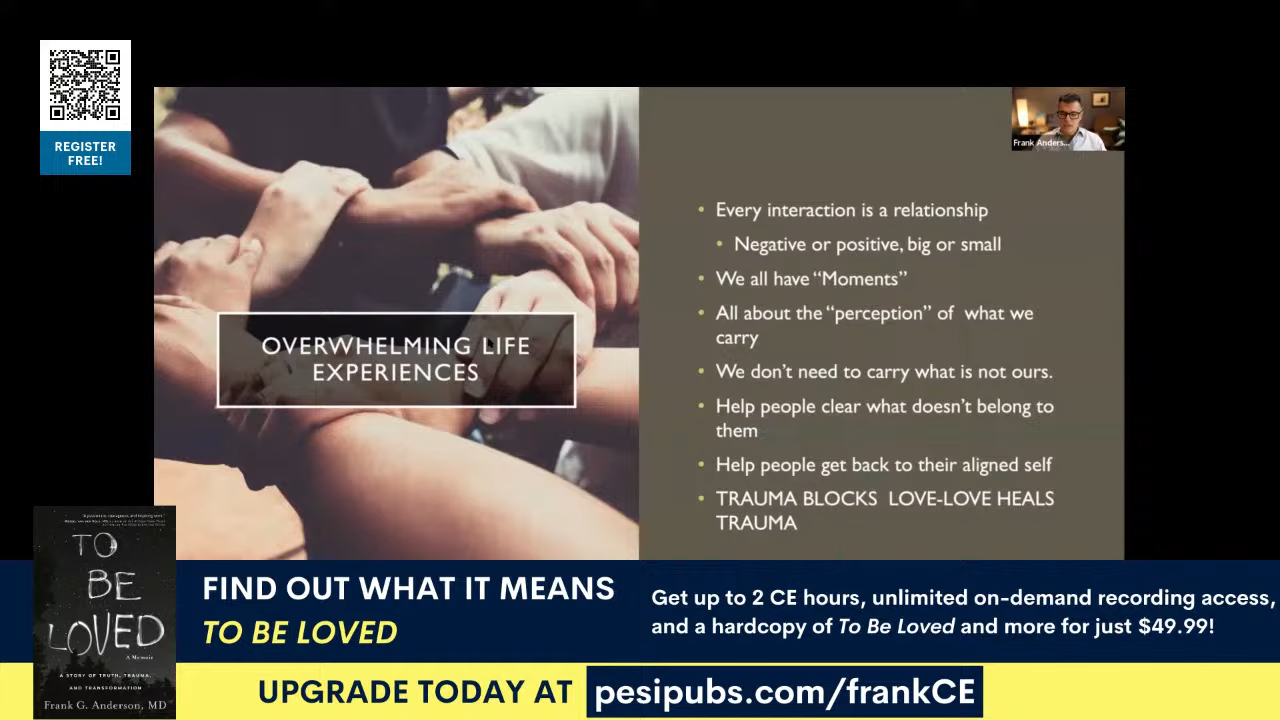 REGISTER
FREE!
Frank Anders...
OVERWHELMING LIFE
EXPERIENCES
• Every interaction is a relationship
• Negative or positive, big or small
• We all have “Moments”
• All about the “perception” of what we
carry
• We don’t need to carry what is not ours.
• Help people clear what doesn’t belong to
them
• Help people get back to their aligned self
• TRAUMA BLOCKS LOVE-LOVE HEALS
TRAUMA
TO
BE
LOVED
A Memoir
A STORY OF TRUTH, TRAUMA,
AND TRANSFORMATION
Frank G. Anderson, MD
FIND OUT WHAT IT MEANS
TO BE LOVED
Get up to 2 CE hours, unlimited on-demand recording access,
and a hardcopy of To Be Loved and more for just $49.99!
UPGRADE TODAY AT pesipubs.com/frankCE